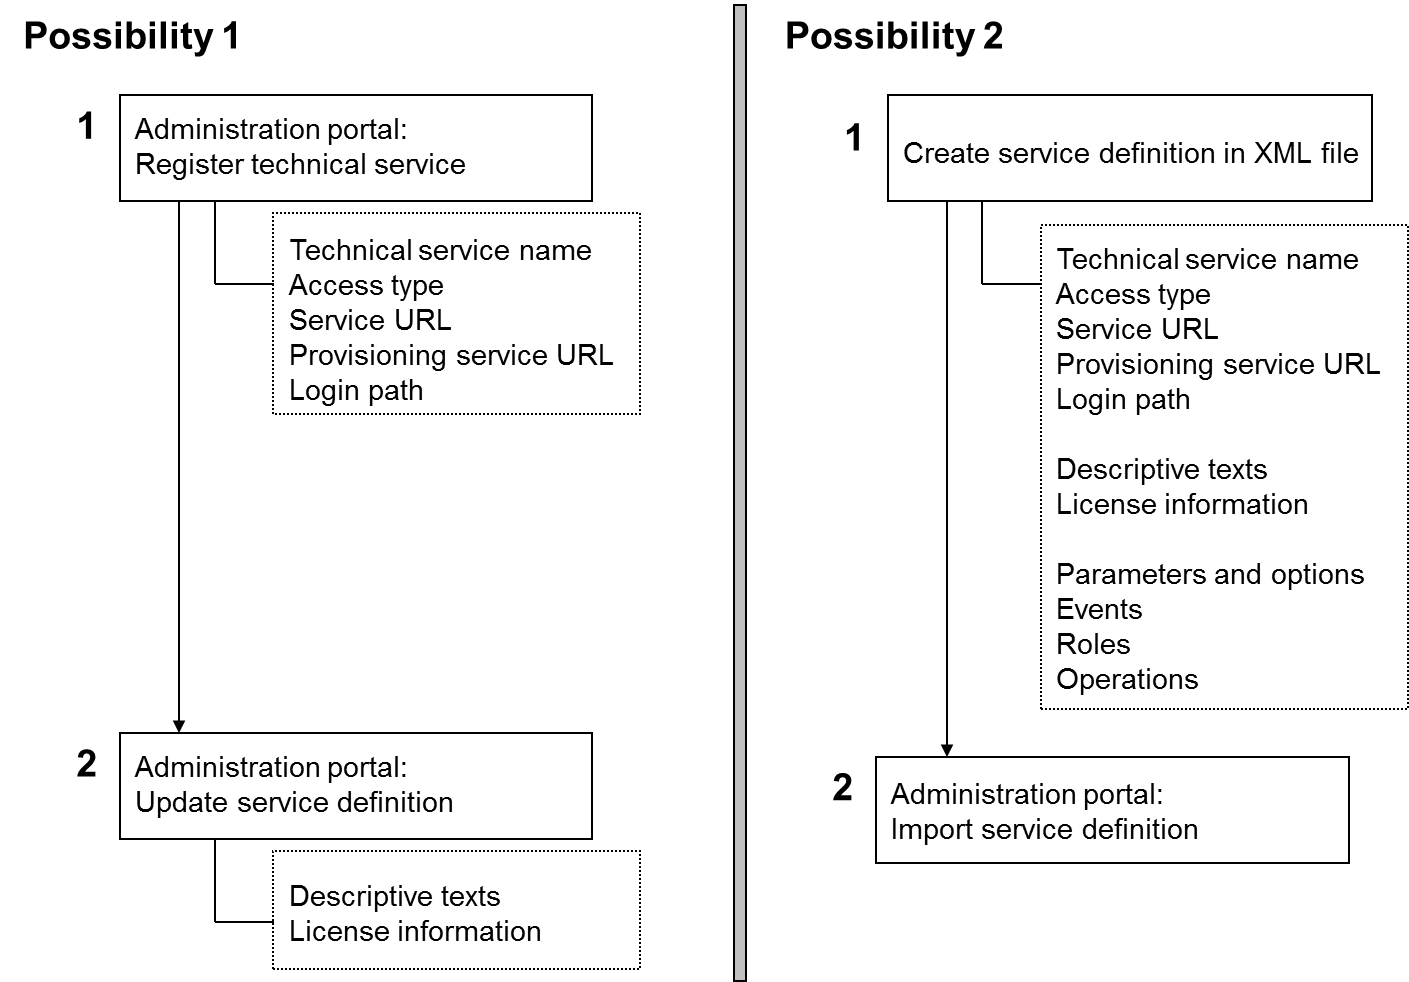 Possibility 1
1
Administration portal:
Register technical service
Technical service name
Access type
Service URL
Provisioning service URL
Login path
2
Administration portal:
Update service definition
Descriptive texts
License information
Possibility 2
1
Create service definition in XML file
Technical service name
Access type
Service URL
Provisioning service URL
Login path
Descriptive texts
License information
Parameters and options
Events
Roles
Operations
2
Administration portal:
Import service definition